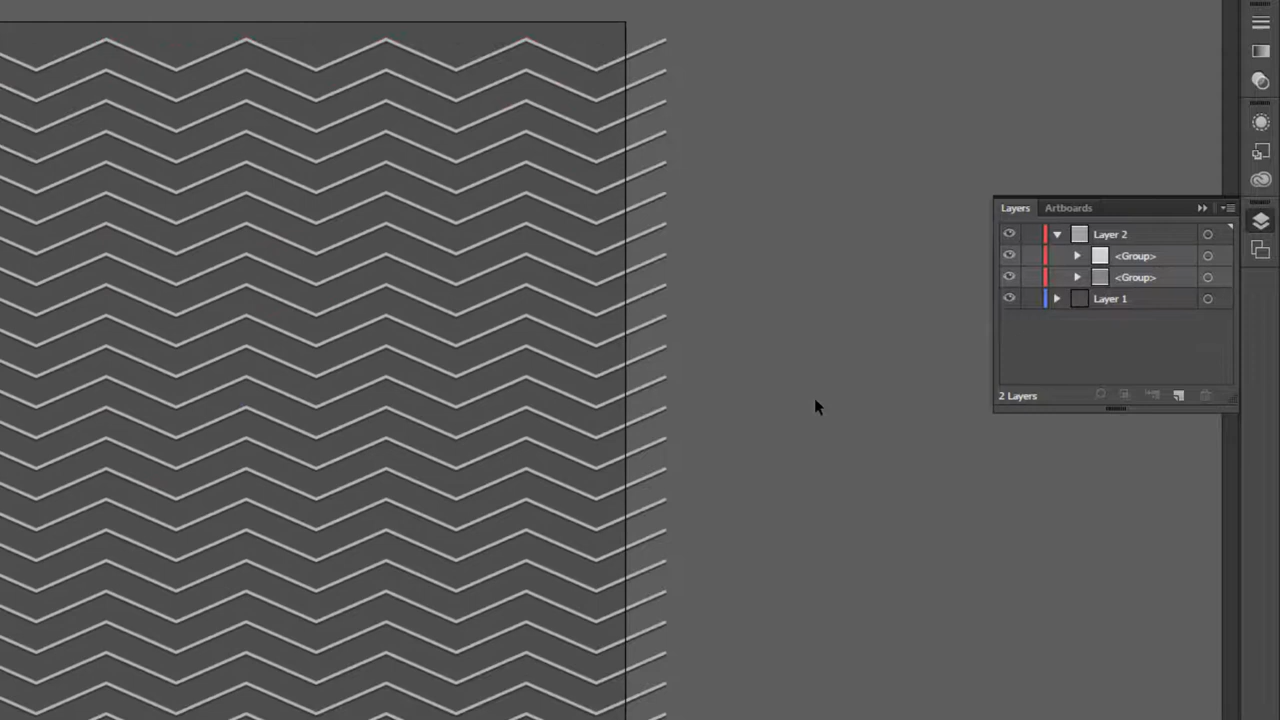 Layers Artboards
Layer 2
<Group>
<Group>
Layer 1
2 Layers